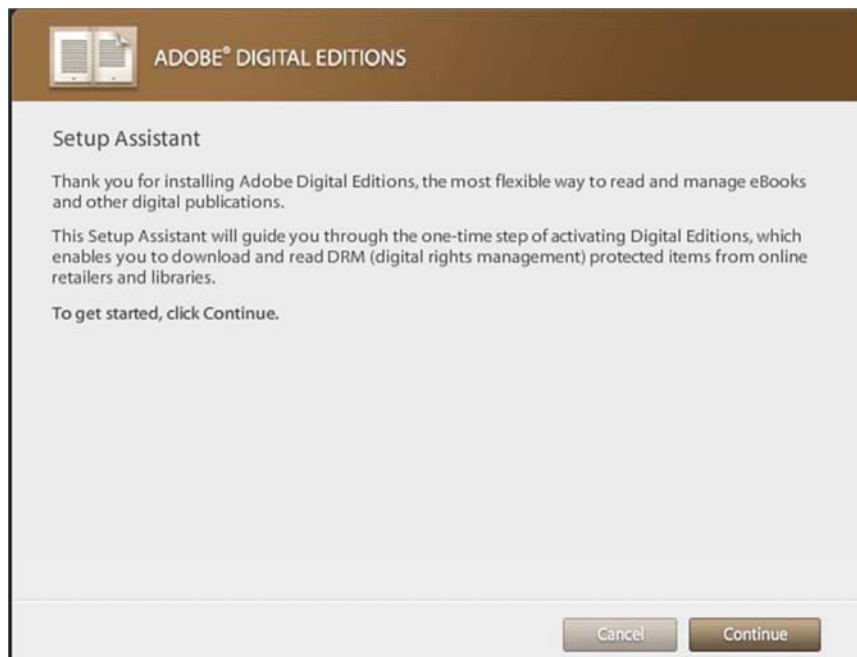 ADOBE® DIGITAL EDITIONS
Setup Assistant
Thank you for installing Adobe Digital Editions, the most flexible way to read and manage eBooks
and other digital publications.
This Setup Assistant will guide you through the one-time step of activating Digital Editions, which
enables you to download and read DRM (digital rights management) protected items from online
retailers and libraries.
To get started, click Continue.
Cancel
Continue